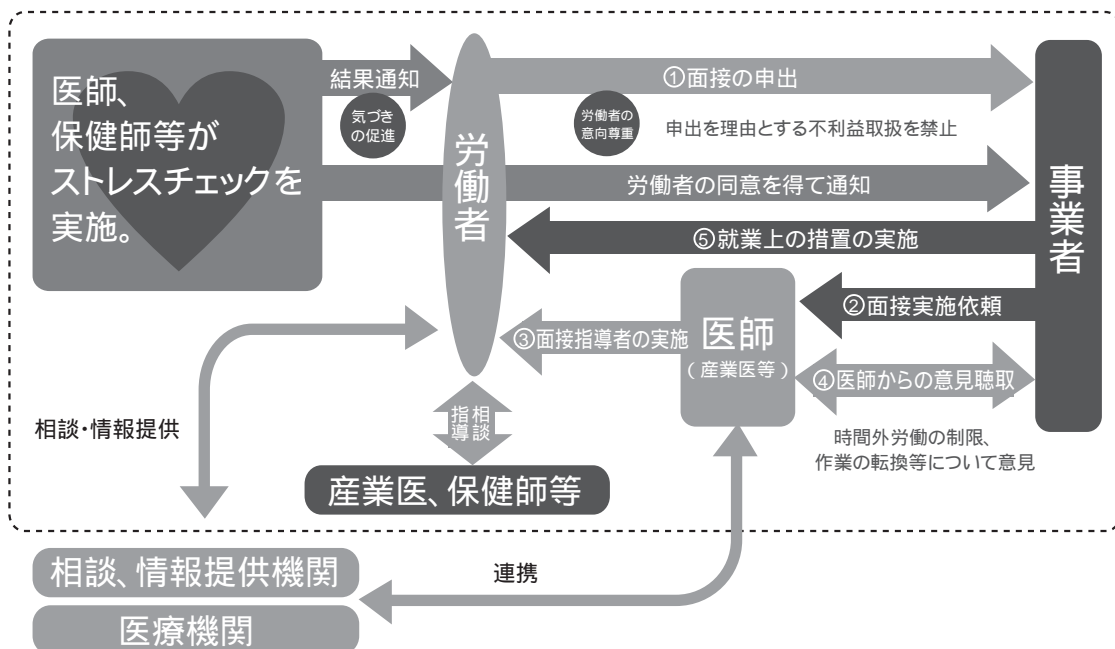 医師、
保健師等が
ストレスチェックを
実施。
結果通知
気づき
の促進
労働者
①面接の申出
労働者の
意向尊重
申出を理由とする不利益取扱を禁止
労働者の同意を得て通知
事業者
⑤就業上の措置の実施
②面接実施依頼
③面接指導者の実施
医師
(産業医等)
④医師からの意見聴取
時間外労働の制限、
作業の転換等について意見
相談・情報提供
相談
指導
産業医、保健師等
相談、情報提供機関
医療機関
連携